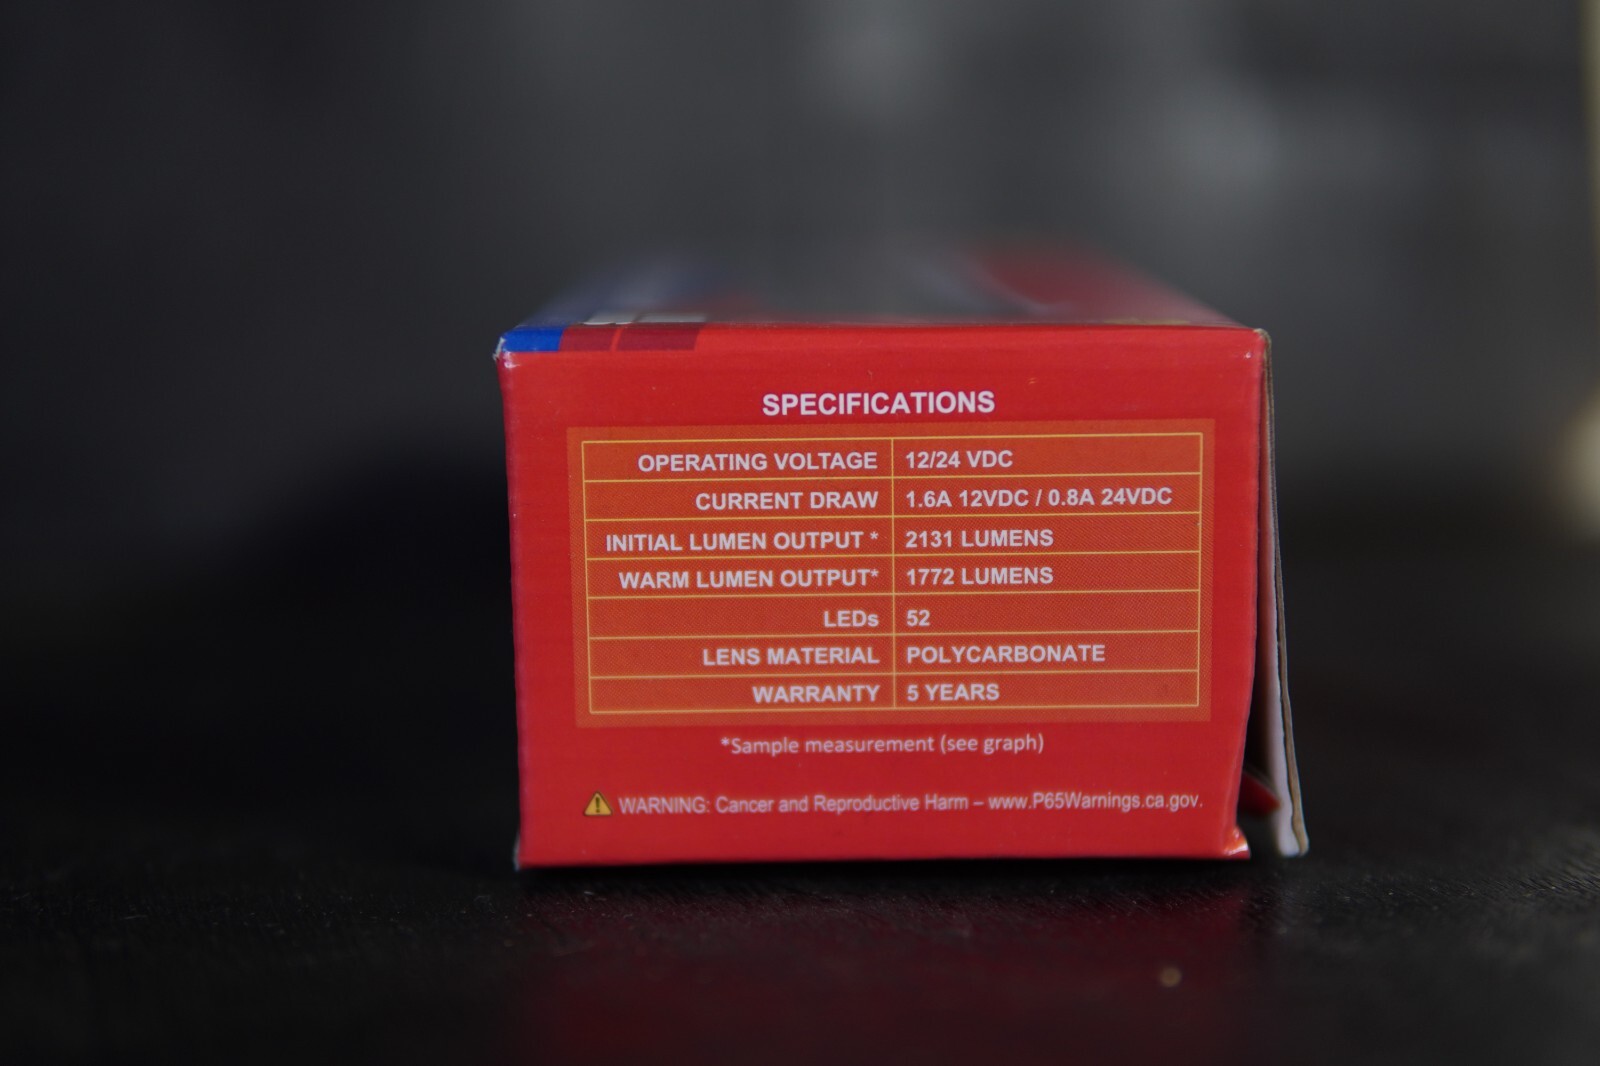 SPECIFICATIONS
OPERATING VOLTAGE 12/24 VDC
CURRENT DRAW 1.6A 12VDC / 0.8A 24VDC
INITIAL LUMEN OUTPUT * 2131 LUMENS
WARM LUMEN OUTPUT* 1772 LUMENS
LEDs 52
LENS MATERIAL POLYCARBONATE
WARRANTY 5 YEARS
*Sample measurement (see graph)
WARNING: Cancer and Reproductive Harm – www.P65Warnings.ca.gov.